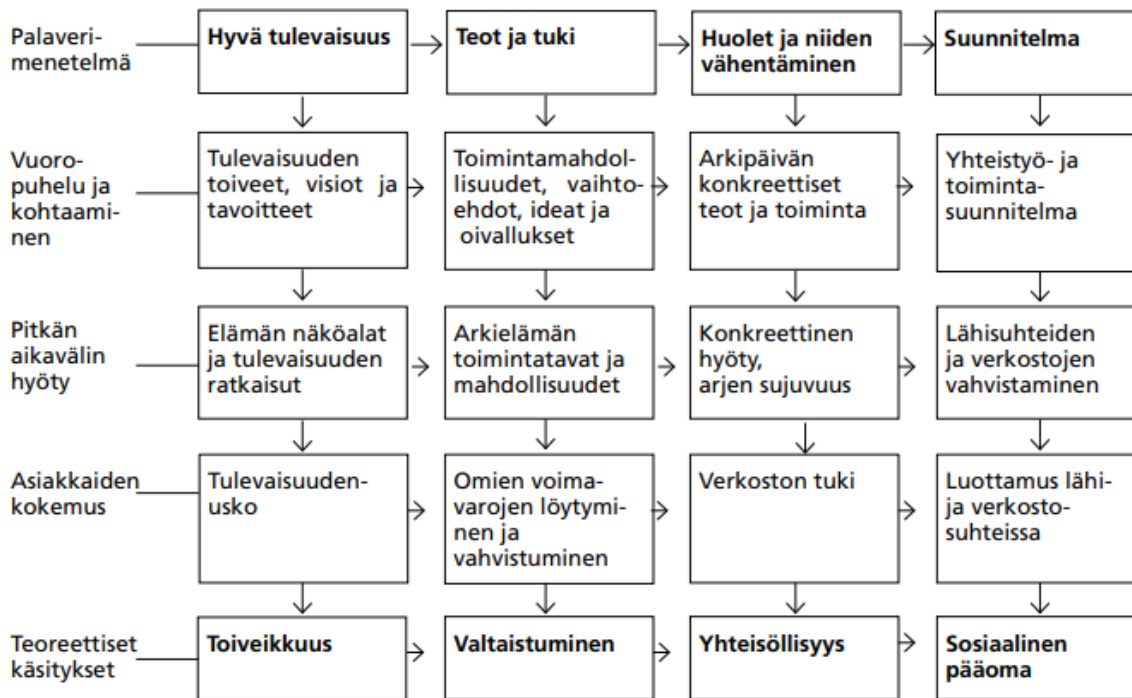 Palaveri-
menetelmä
Hyvä tulevaisuus
Teot ja tuki
Huolet ja niiden
vähentäminen
Suunnitelma
Vuoro-
puhelu ja
kohtaami-
nen
Tulevaisuuden
toiveet, visiot ja
tavoitteet
Toimintamahdol-
lisuudet, vaihto-
ehdot, ideat ja
oivallukset
Arkipäivän
konkreettiset
teot ja toiminta
Yhteistyö- ja
toiminta-
suunnitelma
Pitkän
aikavälin
hyöty
Elämän näköalat
ja tulevaisuuden
ratkaisut
Arkielämän
toimintatavat ja
mahdollisuudet
Konkreettinen
hyöty,
arjen sujuvuus
Lähisuhteiden
ja verkostojen
vahvistaminen
Asiakkaiden
kokemus
Tulevaisuuden-
usko
Omien voima-
varojen löytymi-
nen ja
vahvistuminen
Verkoston tuki
Luottamus lähi-
ja verkosto-
suhteissa
Teoreettiset
käsitykset
Toiveikkuus
Valtaistuminen
Yhteisöllisyys
Sosiaalinen
pääoma